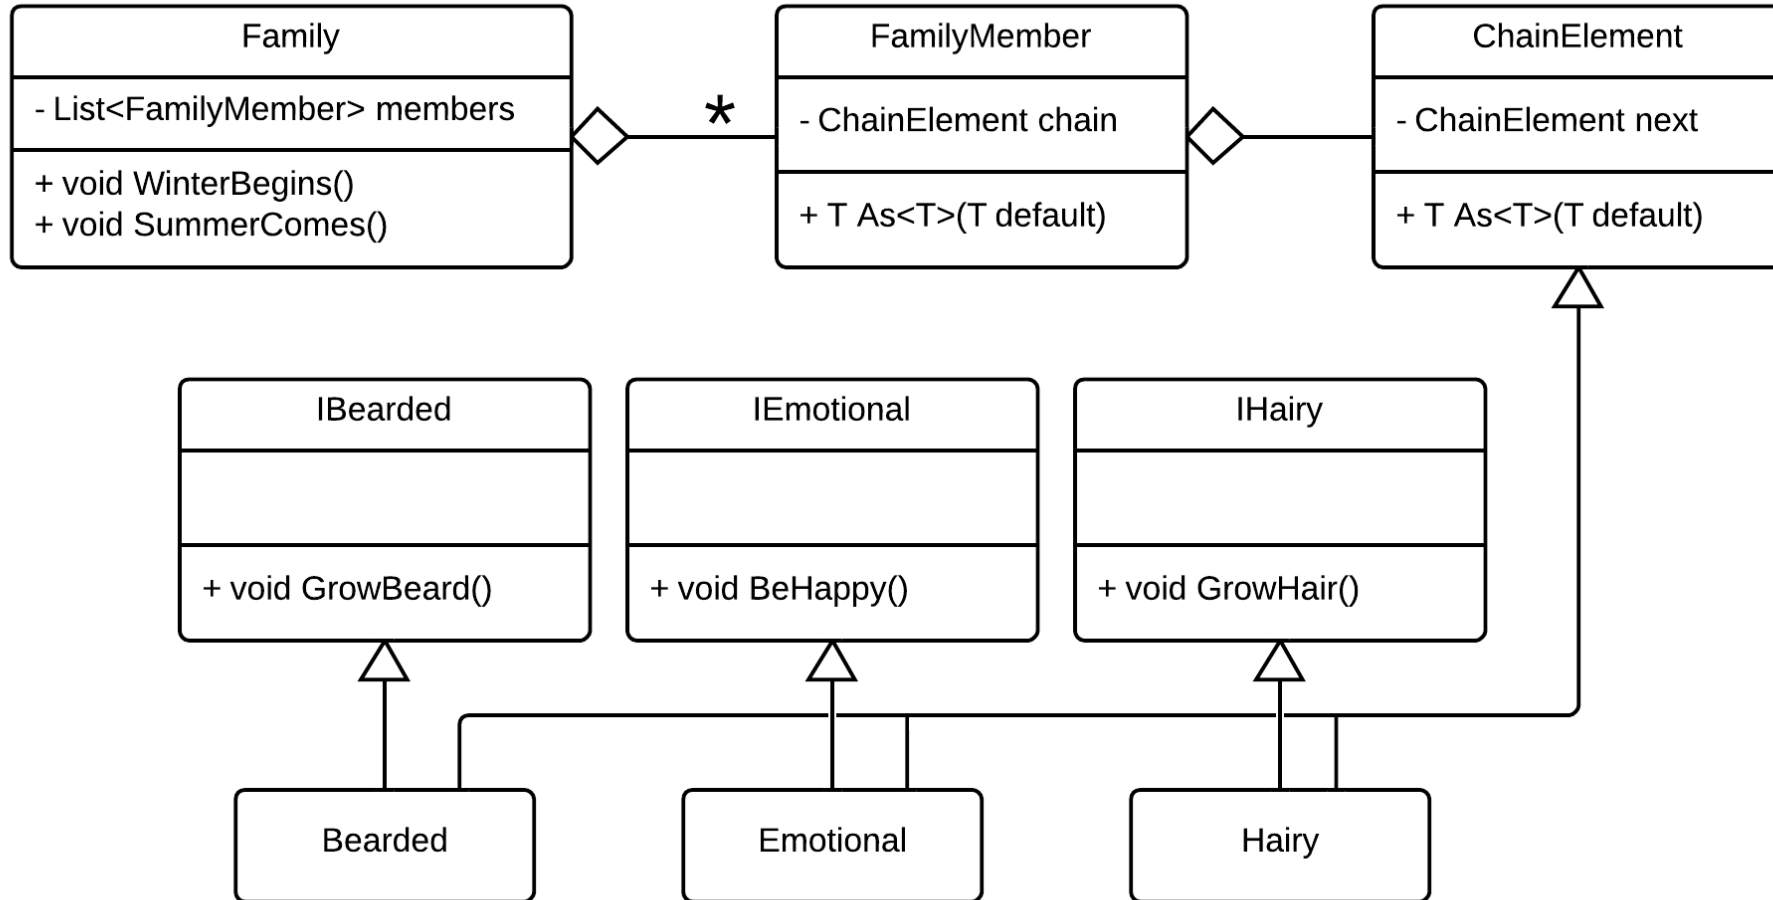 Family
- List<FamilyMember> members
+ void WinterBegins()
+ void SummerComes()
*
FamilyMember
- ChainElement chain
+ T As<T>(T default)
ChainElement
- ChainElement next
+ T As<T>(T default)
IBearded
+ void GrowBeard()
IEmotional
+ void BeHappy()
IHairy
+ void GrowHair()
Bearded
Emotional
Hairy